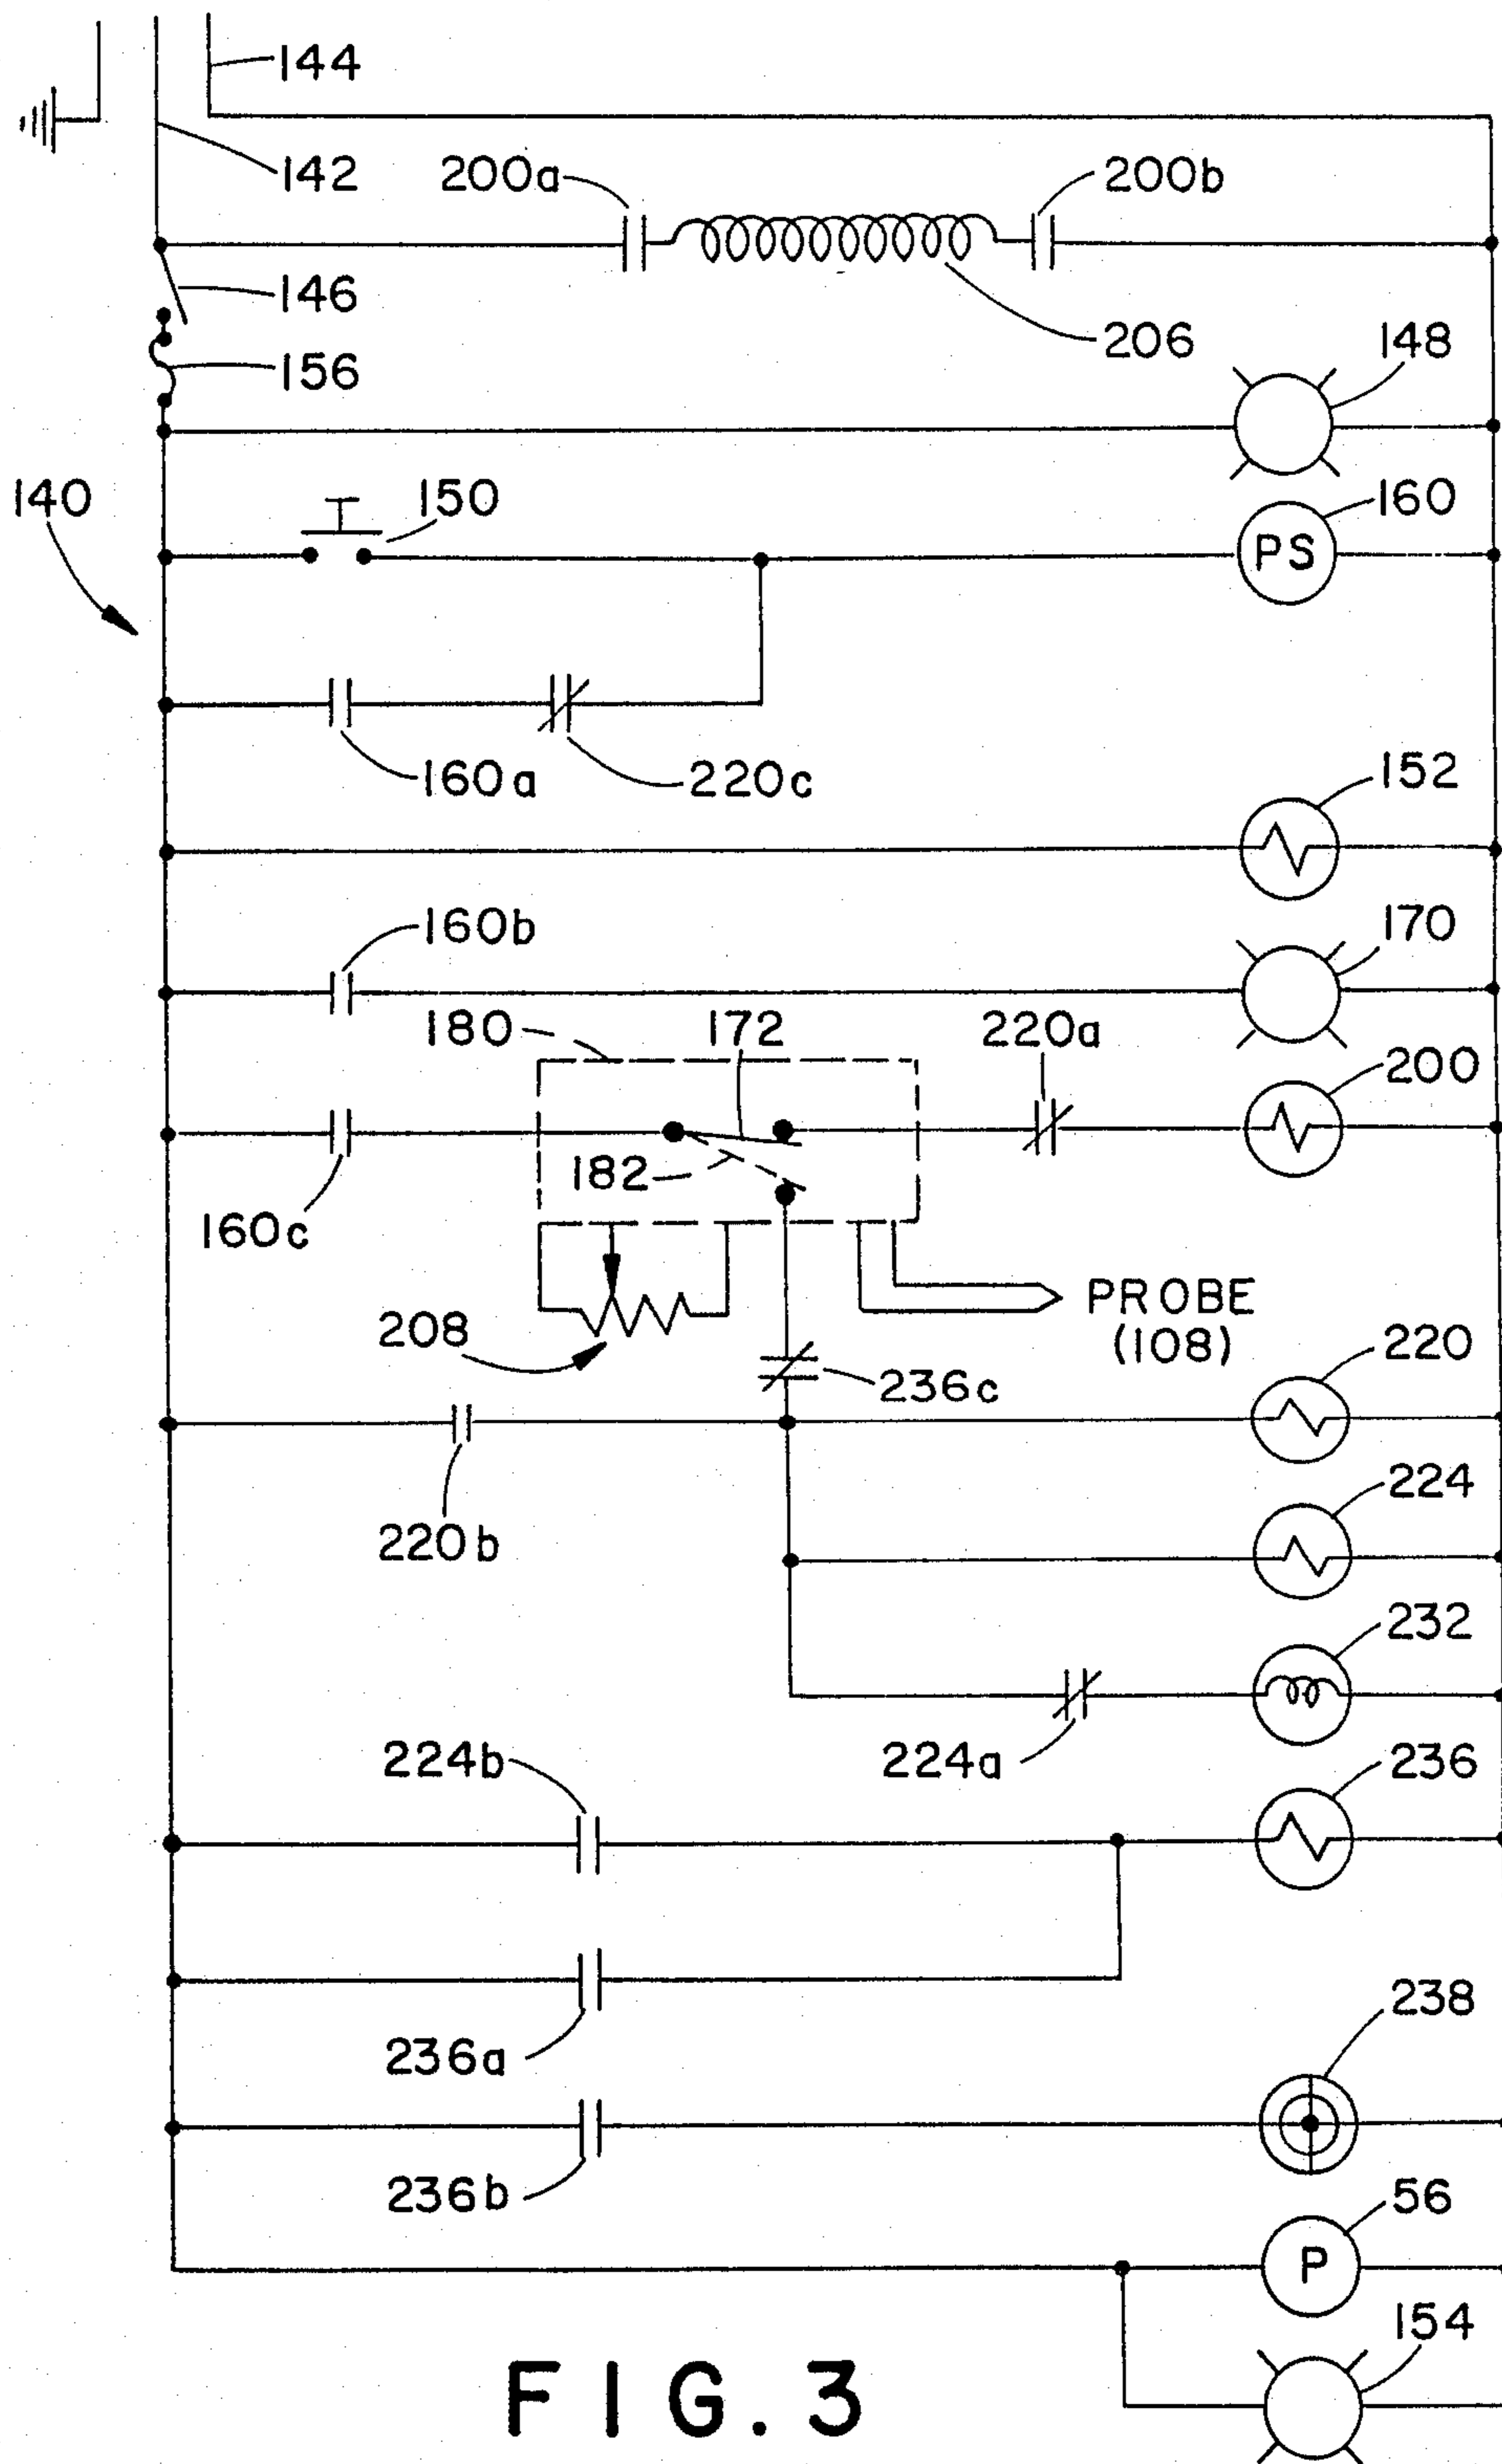 144
142
200a
200b
146
206
148
156
140
150
160
PS
160a
220c
152
160b
170
180
172
220a
200
182
160c
PROBE
(108)
208
236c
220
220b
224
232
224b
224a
236
236a
238
236b
56
P
154
FIG. 3